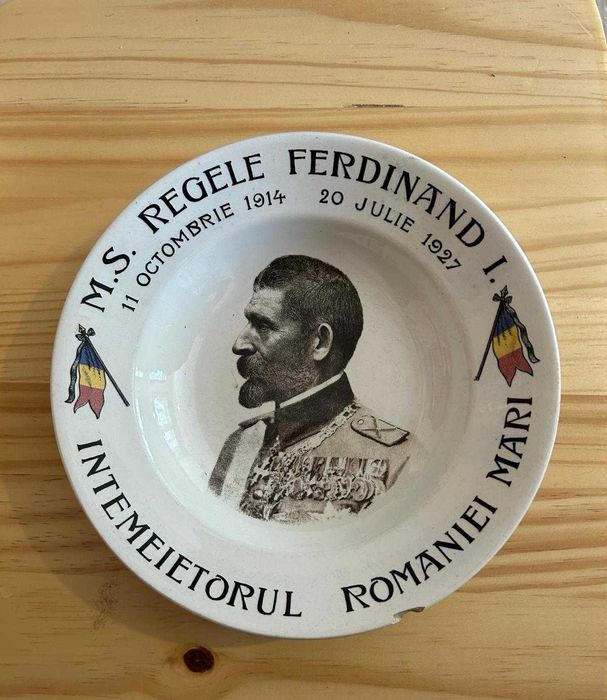 M.S. REGELE FERDINAND I.
11 OCTOMBRIE 1914 20 JULIE 1927
INTEMEIETORUL ROMANIEI MARI